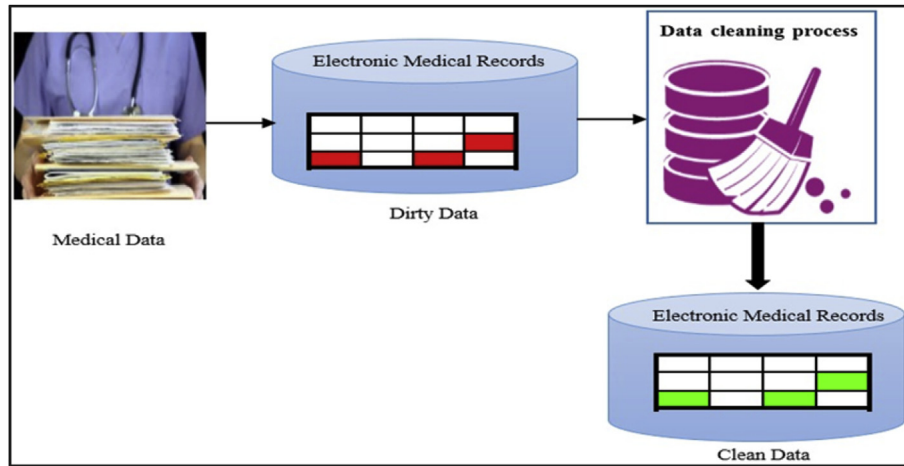 Medical Data
Electronic Medical Records
Dirty Data
Data cleaning process
Electronic Medical Records
Clean Data